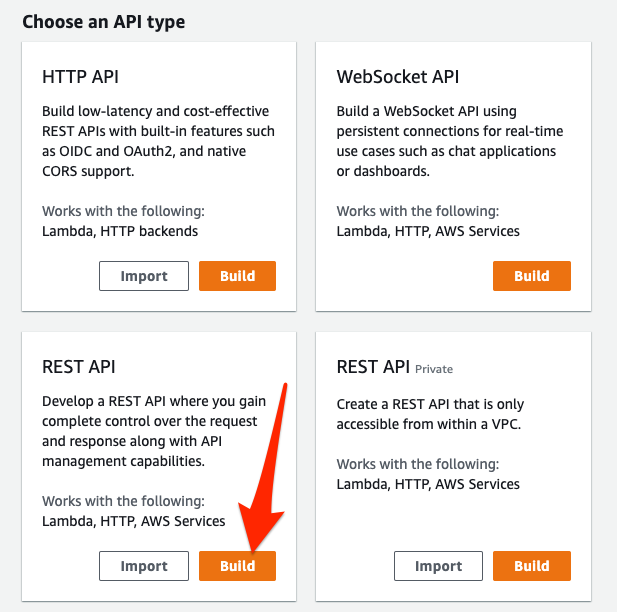 Choose an API type
HTTP API
Build low-latency and cost-effective
REST APIs with built-in features such
as OIDC and OAuth2, and native
CORS support.
Works with the following:
Lambda, HTTP backends
Import
Build
WebSocket API
Build a WebSocket API using
persistent connections for real-time
use cases such as chat applications
or dashboards.
Works with the following:
Lambda, HTTP, AWS Services
Build
REST API
Develop a REST API where you gain
complete control over the request
and response along with API
management capabilities.
Works with the following:
Lambda, HTTP, AWS Services
Import
Build
REST API Private
Create a REST API that is only
accessible from within a VPC.
Works with the following:
Lambda, HTTP, AWS Services
Import
Build